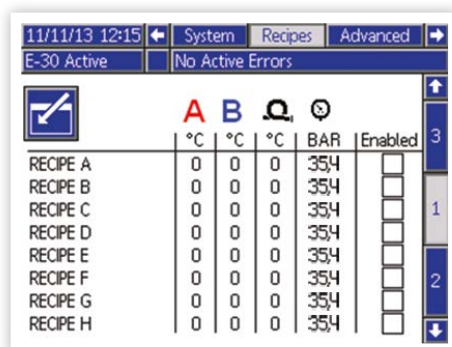 11/11/13 12:15 System Recipes Advanced
E-30 Active No Active Errors
A B
°C °C °C BAR Enabled
RECIPE A 0 0 0 35,4
RECIPE B 0 0 0 35,4
RECIPE C 0 0 0 35,4
RECIPE D 0 0 0 35,4
RECIPE E 0 0 0 35,4
RECIPE F 0 0 0 35,4
RECIPE G 0 0 0 35,4
RECIPE H 0 0 0 35,4
3
1
2